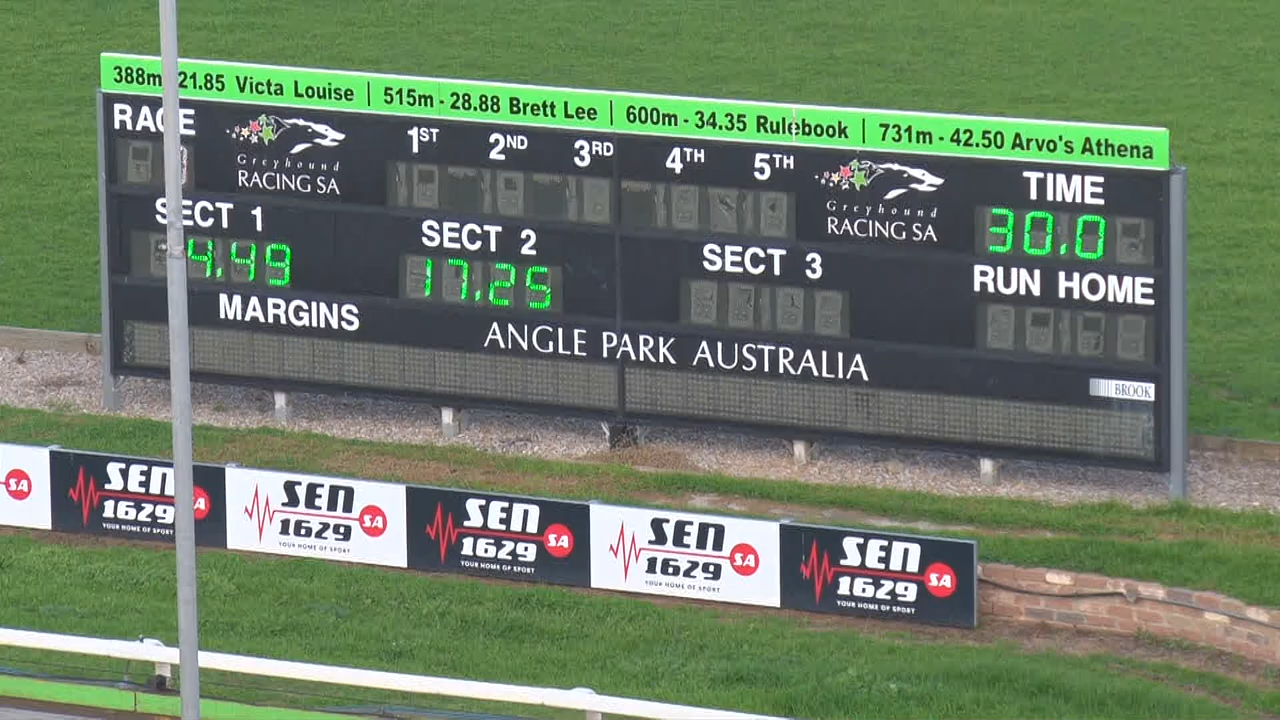 388m 21.85 Victa Louise | 515m - 28.88 Brett Lee | 600m - 34.35 Rulebook | 731m - 42.50 Arvo's Athena
RACE
Greyhound
RACING SA
1ST 2ND 3RD 4TH 5TH
Greyhound
RACING SA
TIME
30.0
SECT 1
4.49
SECT 2
17.25
SECT 3
RUN HOME
MARGINS
ANGLE PARK AUSTRALIA
BROOK
SA
SEN
1629
SA
YOUR HOME OF SPORT
SEN
1629
SA
YOUR HOME OF SPORT
SEN
1629
SA
YOUR HOME OF SPORT
SEN
1629
SA
YOUR HOME OF SPORT
SEN
1629
SA
YOUR HOME OF SPORT